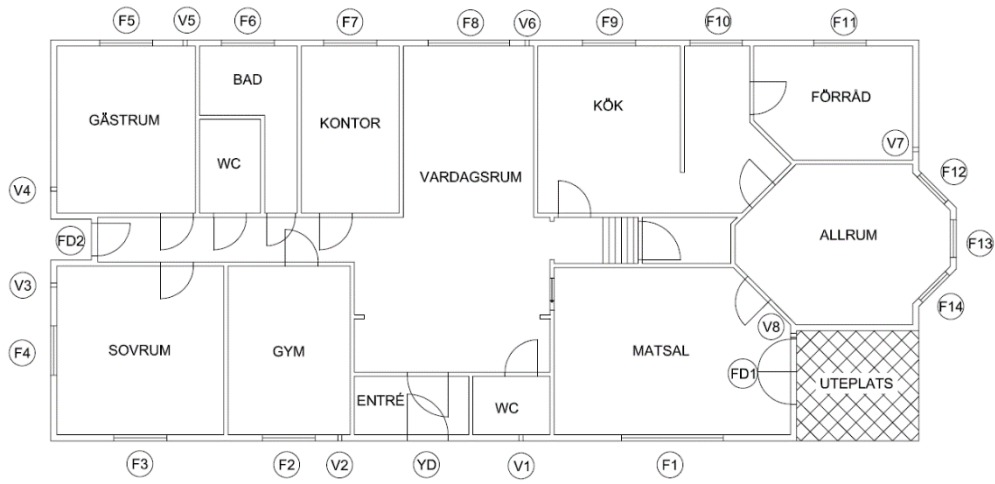 F5 V5 F6 F7 F8 V6 F9 F10 F11
BAD
KÖK
FÖRRÅD
GÄSTRUM
KONTOR
V7
WC
VARDAGSRUM
F12
V4
FD2
ALLRUM
F13
V3
F14
V8
F4
SOVRUM
GYM
MATSAL
FD1
UTEPLATS
ENTRÉ
WC
F3 F2 V2 YD V1 F1